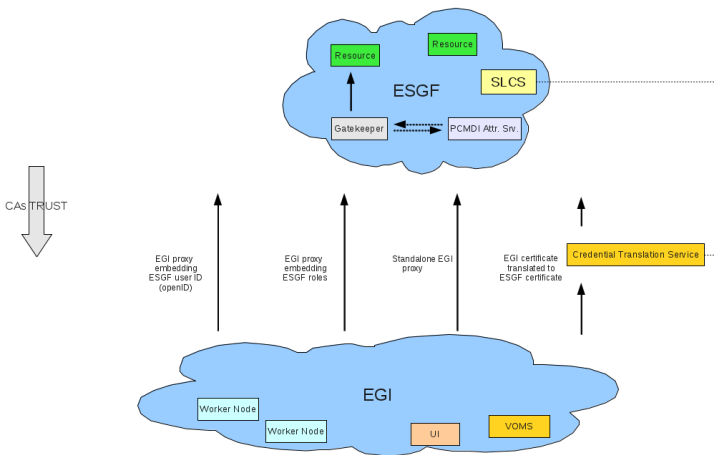 Resource
Resource
SLCS
ESGF
Gatekeeper
PCMDI Attr. Srv.
CAs TRUST
EGI proxy
embedding
ESGF user ID
(openID)
EGI proxy
embedding
ESGF roles
Standalone EGI
proxy
EGI certificate
translated to
ESGF certificate
Credential Translation Service
EGI
Worker Node
Worker Node
UI
VOMS